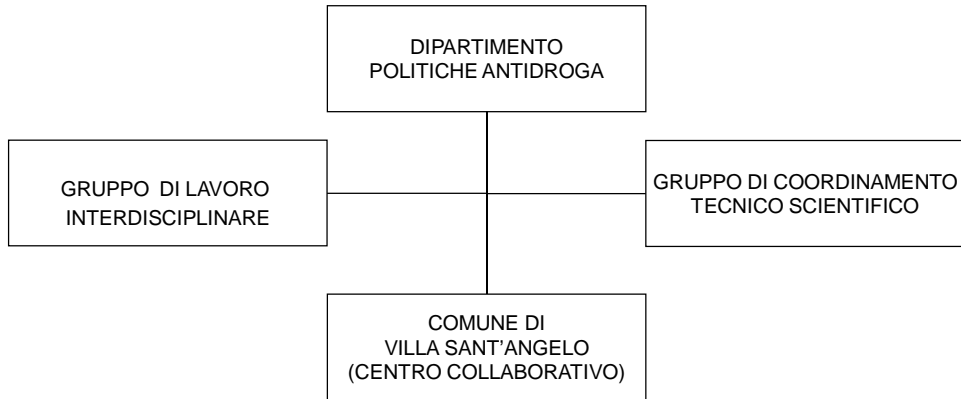 DIPARTIMENTO
POLITICHE ANTIDROGA
GRUPPO DI LAVORO
INTERDISCIPLINARE
GRUPPO DI COORDINAMENTO
TECNICO SCIENTIFICO
COMUNE DI
VILLA SANT’ANGELO
(CENTRO COLLABORATIVO)